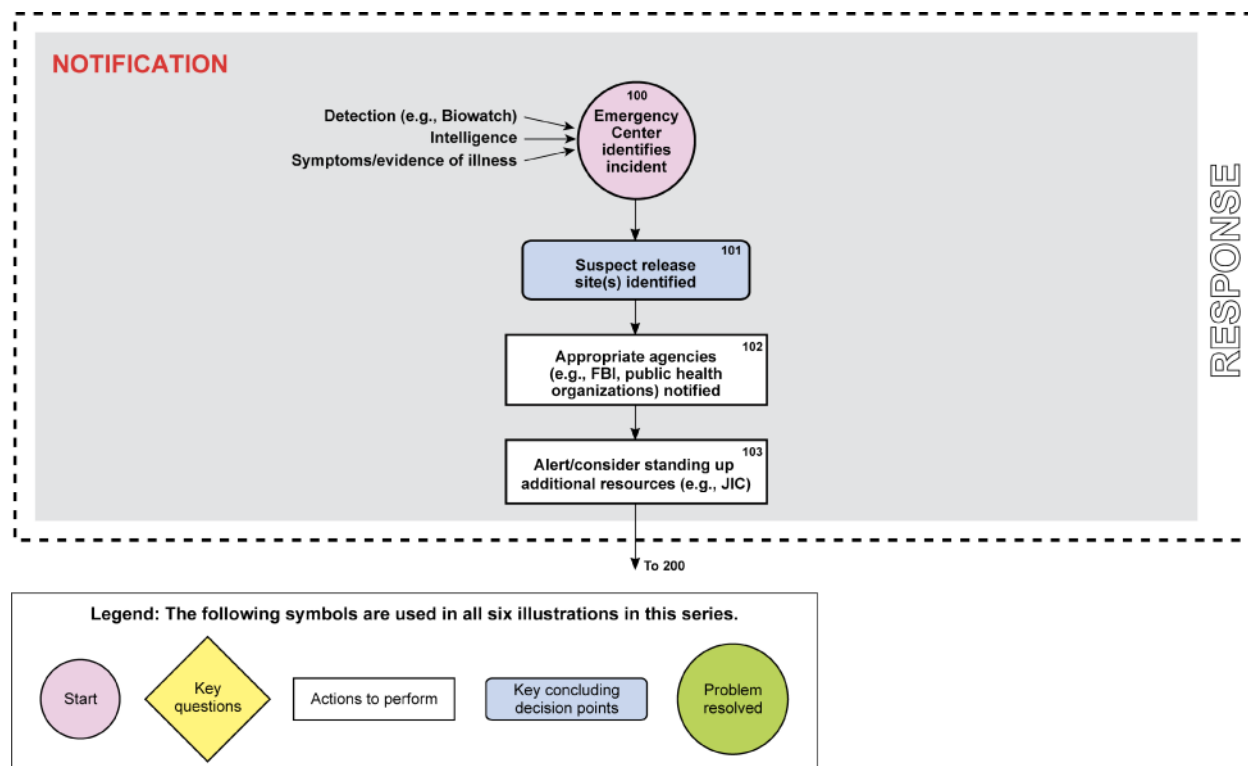 NOTIFICATION
100
Emergency
Center
identifies
incident
Detection (e.g., Biowatch)
Intelligence
Symptoms/evidence of illness
101
Suspect release
site(s) identified
102
Appropriate agencies
(e.g., FBI, public health
organizations) notified
103
Alert/consider standing up
additional resources (e.g., JIC)
To 200
RESPONSE
Legend: The following symbols are used in all six illustrations in this series.
Start
Key
questions
Actions to perform
Key concluding
decision points
Problem
resolved